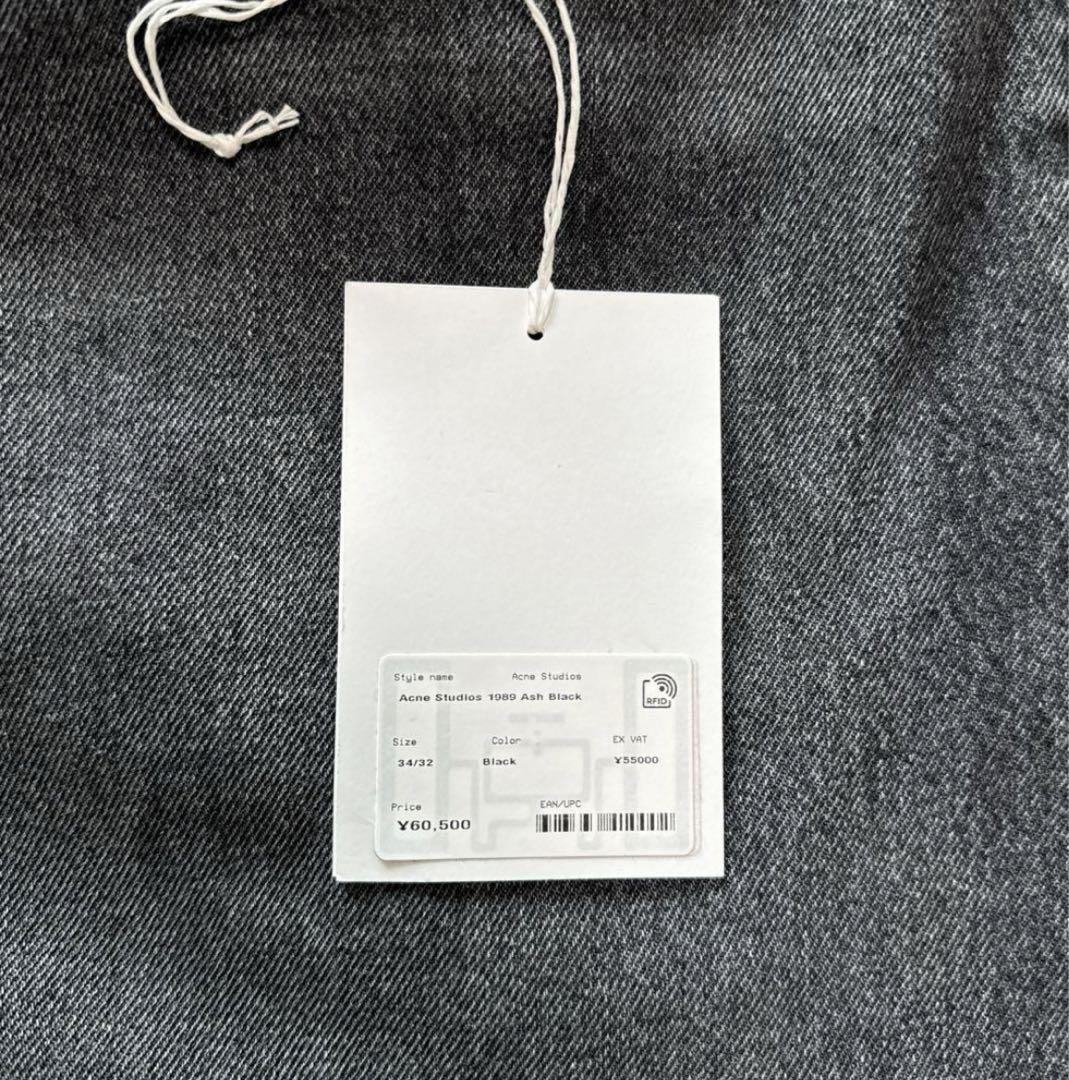 Style name Acne Studios
Acne Studios 1989 Ash Black
RFID
Size Color EX VAT
34/32 Black ¥55000
Price EAN/UPC
¥60,500